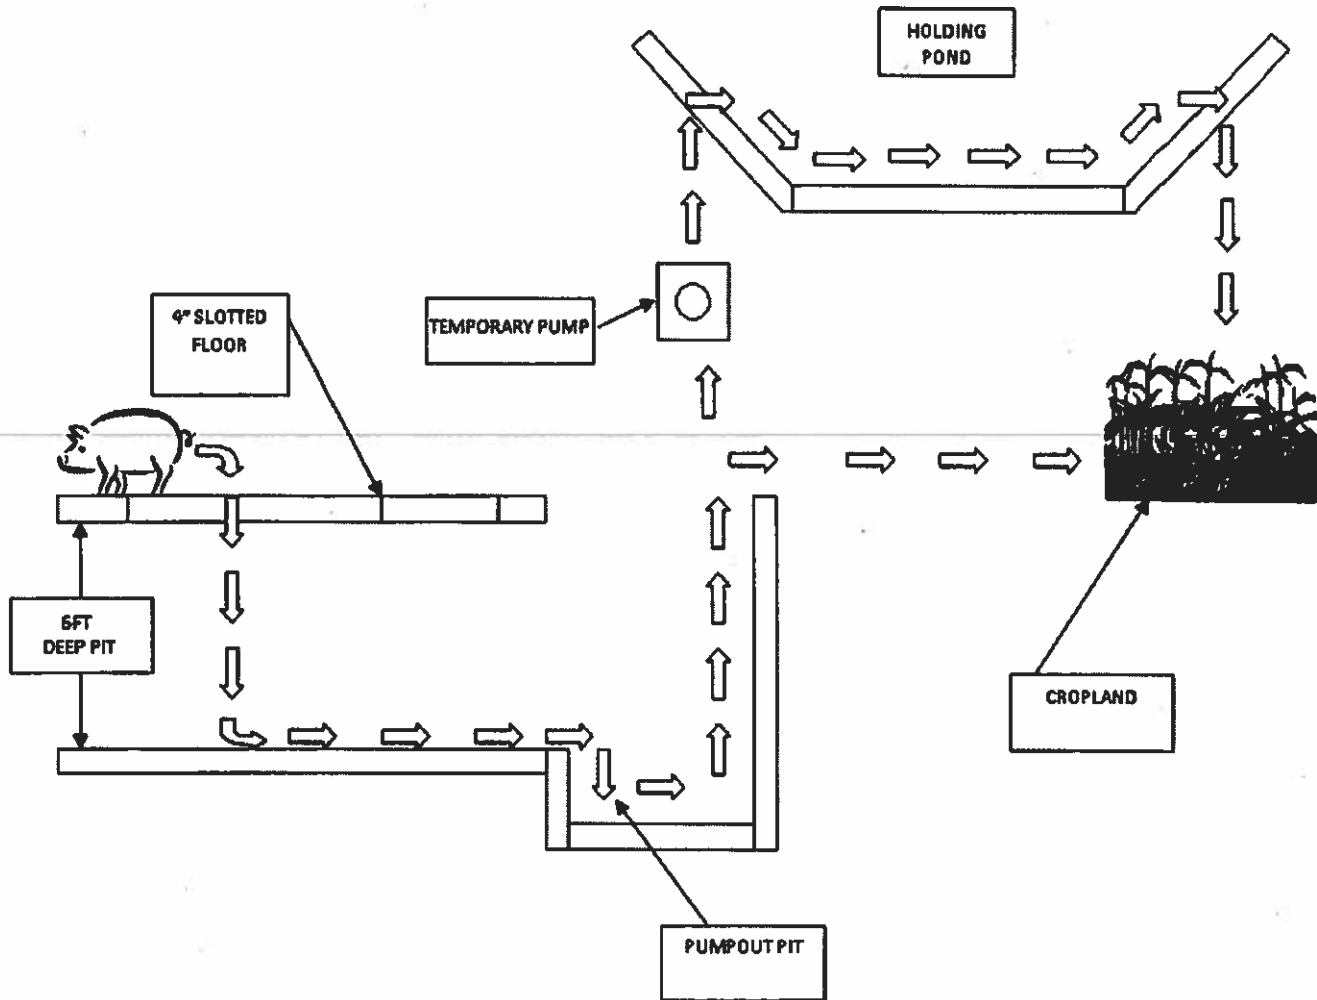 HOLDING
POND
4" SLOTTED
FLOOR
TEMPORARY PUMP
6FT
DEEP PIT
CROPLAND
PUMPOUT PIT